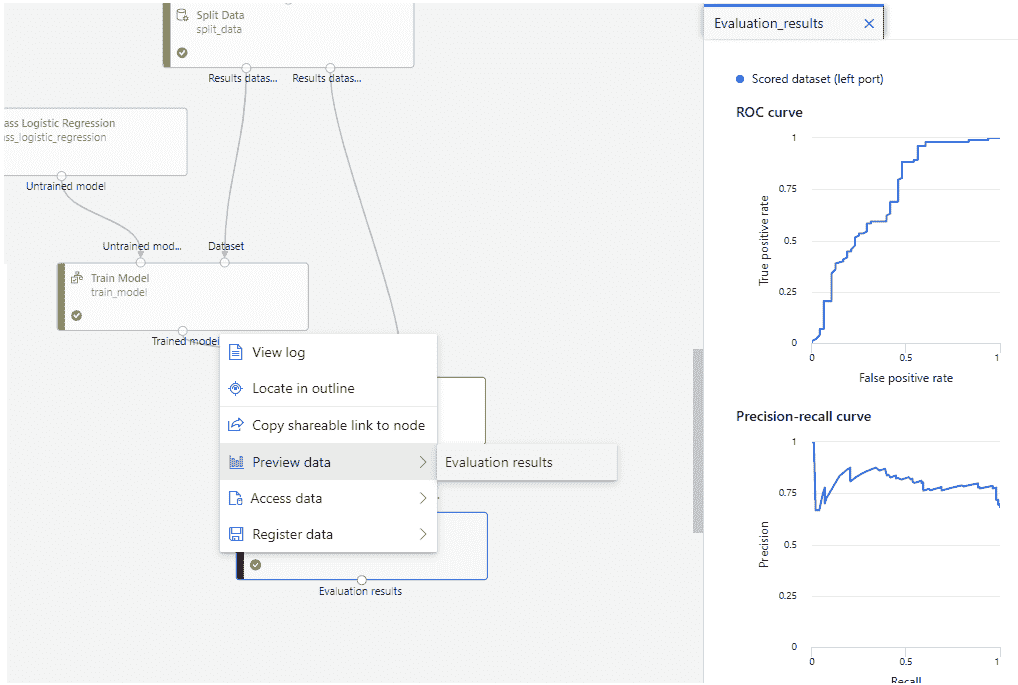 Split Data
split_data
Results datas...
Results datas...
ass Logistic Regression
ass_logistic_regression
Untrained model
Untrained mod...
Dataset
Train Model
train_model
Trained model
View log
Locate in outline
Copy shareable link to node
Preview data
Evaluation results
Access data
Register data
Evaluation results
Evaluation_results
Scored dataset (left port)
ROC curve
True positive rate
1
0.75
0.5
0.25
0
0 0.5 1
False positive rate
Precision-recall curve
Precision
1
0.75
0.5
0.25
0
0 0.5 1
Recall